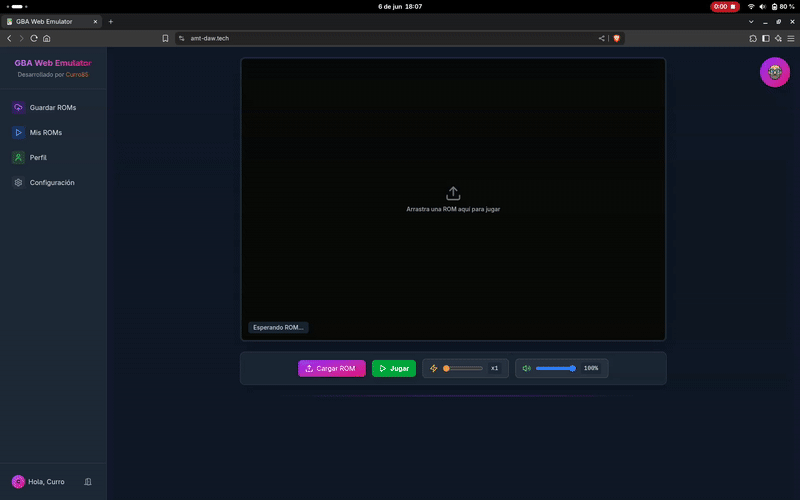 6 de jun 18:07
0:00
80 %
GBA Web Emulator
amt-daw.tech
GBA Web Emulator
Desarrollado por Curro85
Guardar ROMs
Mis ROMs
Perfil
Configuración
Arrastra una ROM aquí para jugar
Esperando ROM...
Cargar ROM
Jugar
x1
100%
Hola, Curro